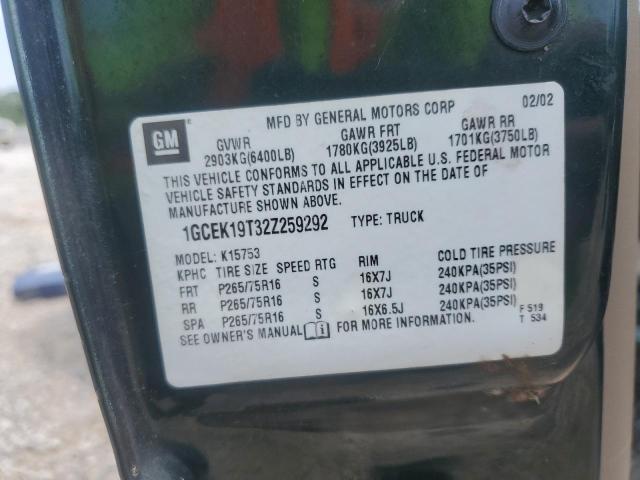 MFD BY GENERAL MOTORS CORP 02/02
GM GVWR GAWR FRT GAWR RR
2903KG(6400LB) 1780KG(3925LB) 1701KG(3750LB)
THIS VEHICLE CONFORMS TO ALL APPLICABLE U.S. FEDERAL MOTOR
VEHICLE SAFETY STANDARDS IN EFFECT ON THE DATE OF
MANUFACTURE SHOWN ABOVE.
1GCEK19T32Z259292 TYPE: TRUCK
MODEL: K15753
KPHC TIRE SIZE SPEED RTG RIM COLD TIRE PRESSURE
FRT P265/75R16 S 16X7J 240KPA(35PSI)
RR P265/75R16 S 16X7J 240KPA(35PSI)
SPA P265/75R16 S 16X6.5J 240KPA(35PSI) F 519
SEE OWNER'S MANUAL FOR MORE INFORMATION. T 534